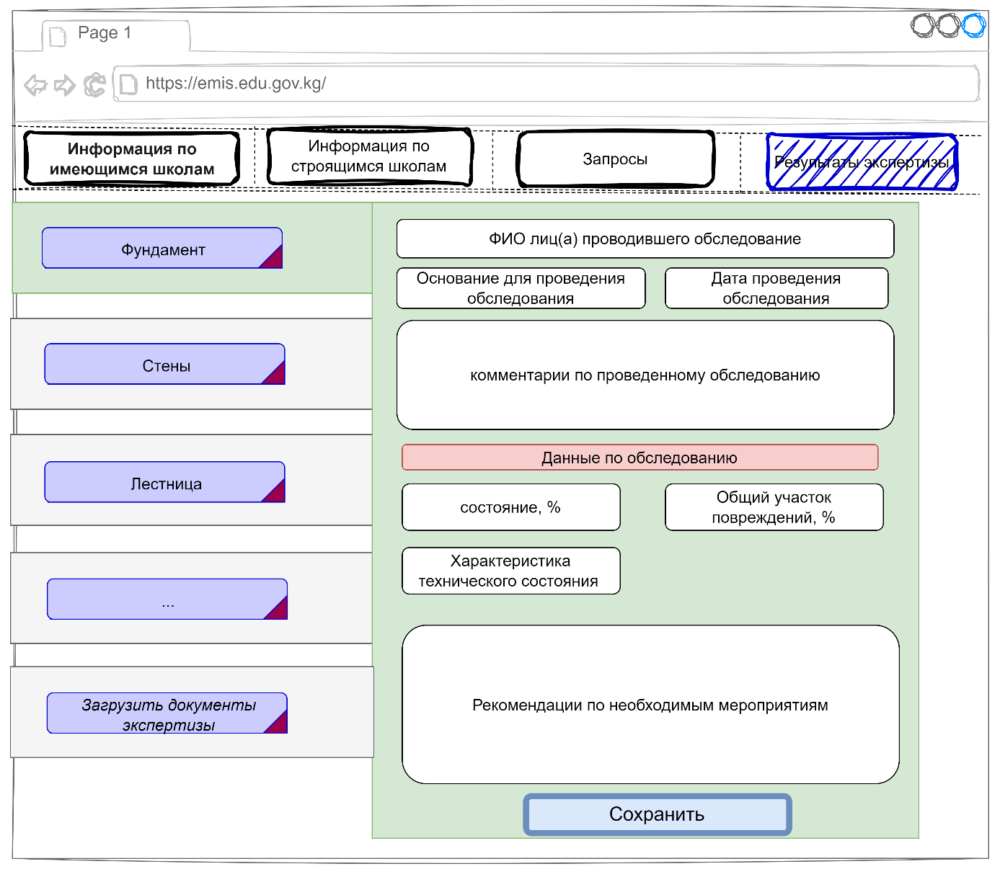 Page 1
https://emis.edu.gov.kg/
Информация по
имеющимся школам
Информация по
строящимся школам
Запросы
Результаты экспертизы
Фундамент
Стены
Лестница
...
Загрузить документы
экспертизы
ФИО лиц(а) проводившего обследование
Основание для проведения
обследования
Дата проведения
обследования
комментарии по проведенному обследованию
Данные по обследованию
состояние, %
Общий участок
повреждений, %
Характеристика
технического состояния
Рекомендации по необходимым мероприятиям
Сохранить